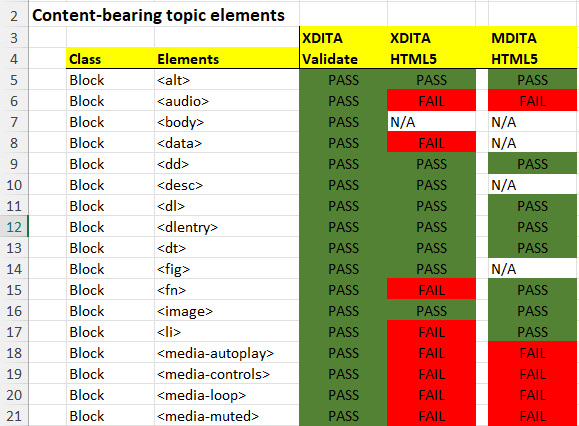 2 Content-bearing topic elements
3 XDITA XDITA MDITA
4 Class Elements Validate HTML5 HTML5
5 Block <alt> PASS PASS PASS
6 Block <audio> PASS FAIL FAIL
7 Block <body> PASS N/A N/A
8 Block <data> PASS FAIL N/A
9 Block <dd> PASS PASS PASS
10 Block <desc> PASS PASS N/A
11 Block <dl> PASS PASS PASS
12 Block <dlentry> PASS PASS PASS
13 Block <dt> PASS PASS PASS
14 Block <fig> PASS PASS N/A
15 Block <fn> PASS FAIL PASS
16 Block <image> PASS PASS PASS
17 Block <li> PASS FAIL PASS
18 Block <media-autoplay> PASS FAIL FAIL
19 Block <media-controls> PASS FAIL FAIL
20 Block <media-loop> PASS FAIL FAIL
21 Block <media-muted> PASS FAIL FAIL